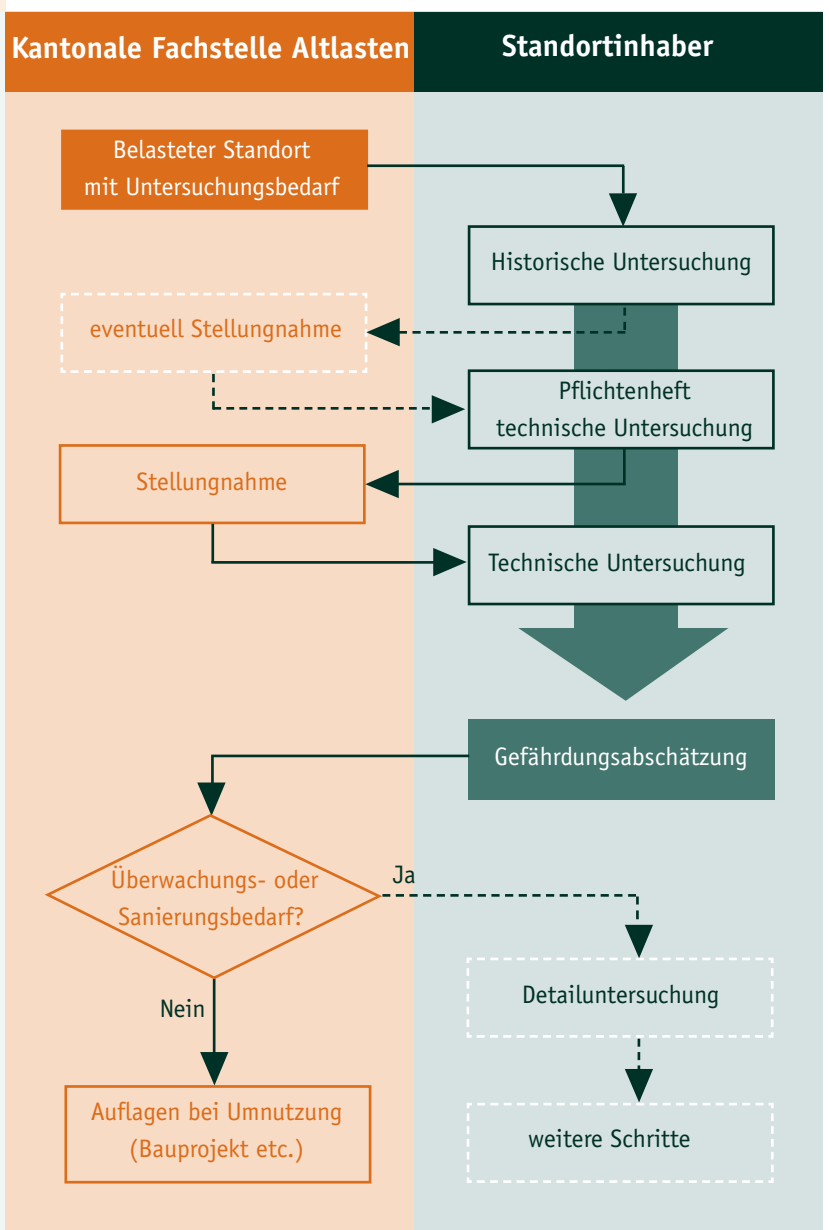 Kantonale Fachstelle Altlasten
Standortinhaber
Belasteter Standort
mit Untersuchungsbedarf
Historische Untersuchung
eventuell Stellungnahme
Pflichtenheft
technische Untersuchung
Stellungnahme
Technische Untersuchung
Gefährdungsabschätzung
Überwachungs- oder
Sanierungsbedarf?
Ja
Detailuntersuchung
Nein
Auflagen bei Umnutzung
(Bauprojekt etc.)
weitere Schritte